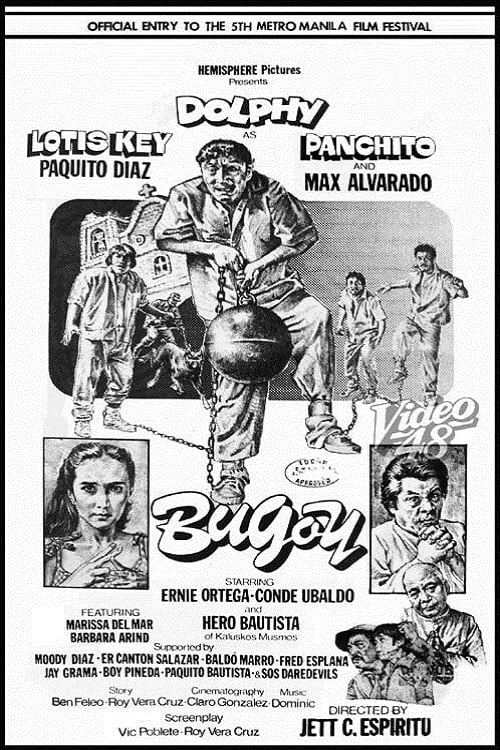 OFFICIAL ENTRY TO THE 5TH METRO MANILA FILM FESTIVAL
HEMISPHERE Pictures
Presents
DOLPHY
AS
LOTIS KEY
PAQUITO DIAZ
PANCHITO
AND
MAX ALVARADO
Video
48
APPROVED
Bugoy
STARRING
ERNIE ORTEGA-CONDE UBALDO
and
HERO BAUTISTA
of Kaluskos Musmos
FEATURING
MARISSA DEL MAR
BARBARA ARIND
Supported by
MOODY DIAZ - ER CANTON SALAZAR - BALDÓ MARRO - FRED ESPLANA
JAY GRAMA - BOY PINEDA - PAQUITO BAUTISTA - & SOS DAREDEVILS
Story Cinematography Music
Ben Feleo - Roy Vera Cruz - Claro Gonzalez - Dominic
Screenplay
Vic Poblete - Roy Vera Cruz
DIRECTED BY
JETT C. ESPIRITU